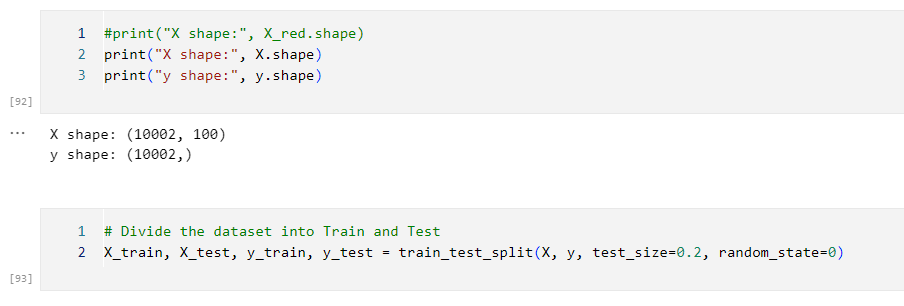 1 #print("X shape:", X_red.shape)
2 print("X shape:", X.shape)
3 print("y shape:", y.shape)
[92]
... X shape: (10002, 100)
y shape: (10002,)
1 # Divide the dataset into Train and Test
2 X_train, X_test, y_train, y_test = train_test_split(X, y, test_size=0.2, random_state=0)
[93]